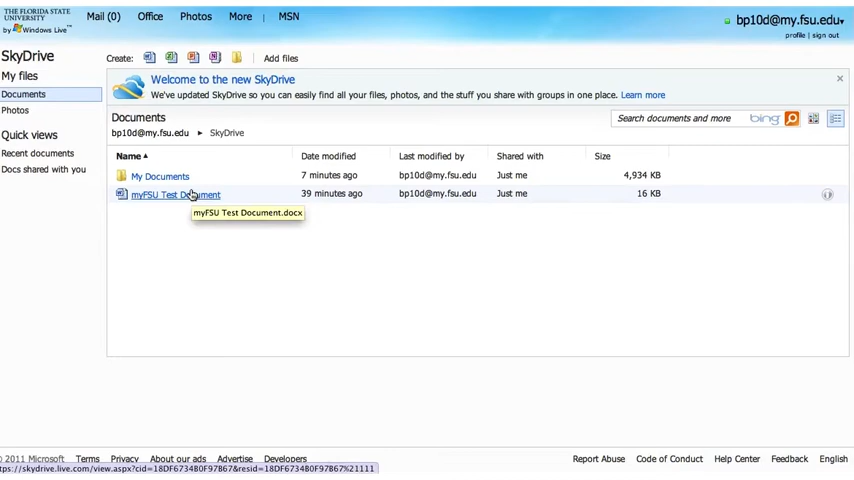 THE FLORIDA STATE
UNIVERSITY
by Windows Live™
Mail (0) Office Photos More | MSN
bp10d@my.fsu.edu
profile | sign out
SkyDrive
My files
Documents
Photos
Quick views
Recent documents
Docs shared with you
Create: Add files
Welcome to the new SkyDrive
We've updated SkyDrive so you can easily find all your files, photos, and the stuff you share with groups in one place. Learn more
Documents
bp10d@my.fsu.edu ▸ SkyDrive
Search documents and more bing
Name Date modified Last modified by Shared with Size
My Documents 7 minutes ago bp10d@my.fsu.edu Just me 4,934 KB
myFSU Test Document 39 minutes ago bp10d@my.fsu.edu Just me 16 KB
myFSU Test Document.docx
© 2011 Microsoft Terms Privacy About our ads Advertise Developers Report Abuse Code of Conduct Help Center Feedback English
tps://skydrive.live.com/view.aspx?cid=18DF6734B0F97B67&resid=18DF6734B0F97B67%21111